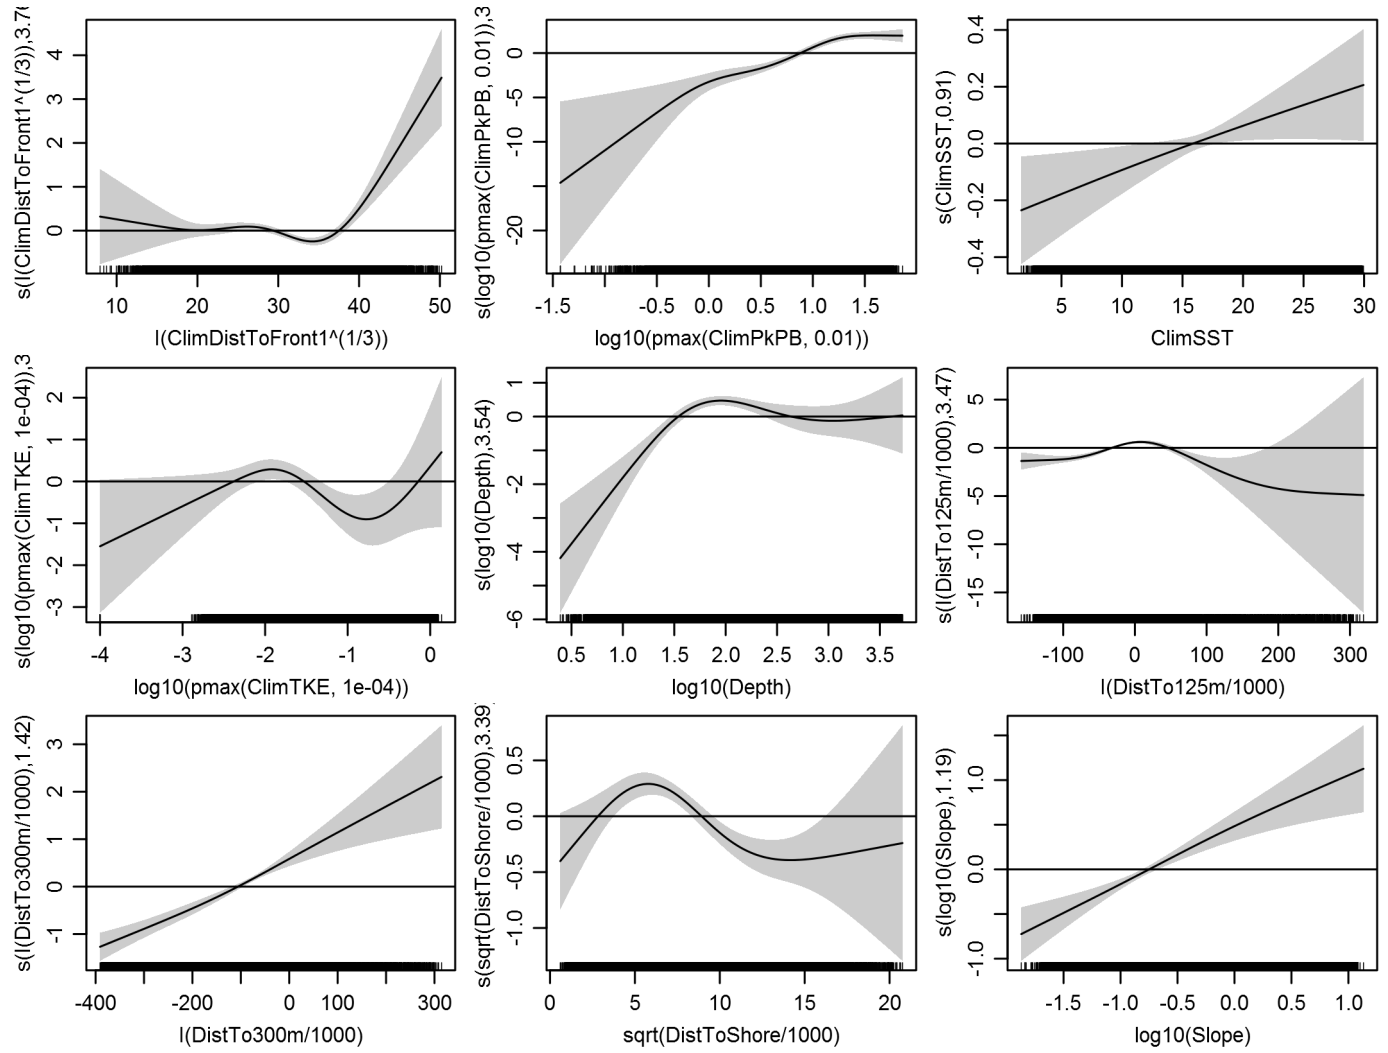 s(I(ClimDistToFront1^(1/3)),3.7
4
3
2
1
0
10 20 30 40 50
I(ClimDistToFront1^(1/3))
s(log10(pmax(ClimPkPB, 0.01)),3
0
-5
-10
-20
-1.5 -0.5 0.0 0.5 1.0 1.5
log10(pmax(ClimPkPB, 0.01))
s(ClimSST,0.91)
0.4
0.2
0.0
-0.2
-0.4
5 10 15 20 25 30
ClimSST
s(log10(pmax(ClimTKE, 1e-04)),3
2
1
0
-1
-2
-3
-4 -3 -2 -1 0
log10(pmax(ClimTKE, 1e-04))
s(log10(Depth),3.54)
1
0
-2
-4
-6
0.5 1.0 1.5 2.0 2.5 3.0 3.5
log10(Depth)
s(I(DistTo125m/1000),3.47)
5
0
-5
-10
-15
-100 0 100 200 300
I(DistTo125m/1000)
s(I(DistTo300m/1000),1.42)
3
2
1
0
-1
-400 -200 -100 0 100 200 300
I(DistTo300m/1000)
s(sqrt(DistToShore/1000),3.39
0.5
0.0
-0.5
-1.0
0 5 10 15 20
sqrt(DistToShore/1000)
s(log10(Slope),1.19)
1.0
0.0
-1.0
-1.5 -1.0 -0.5 0.0 0.5 1.0
log10(Slope)